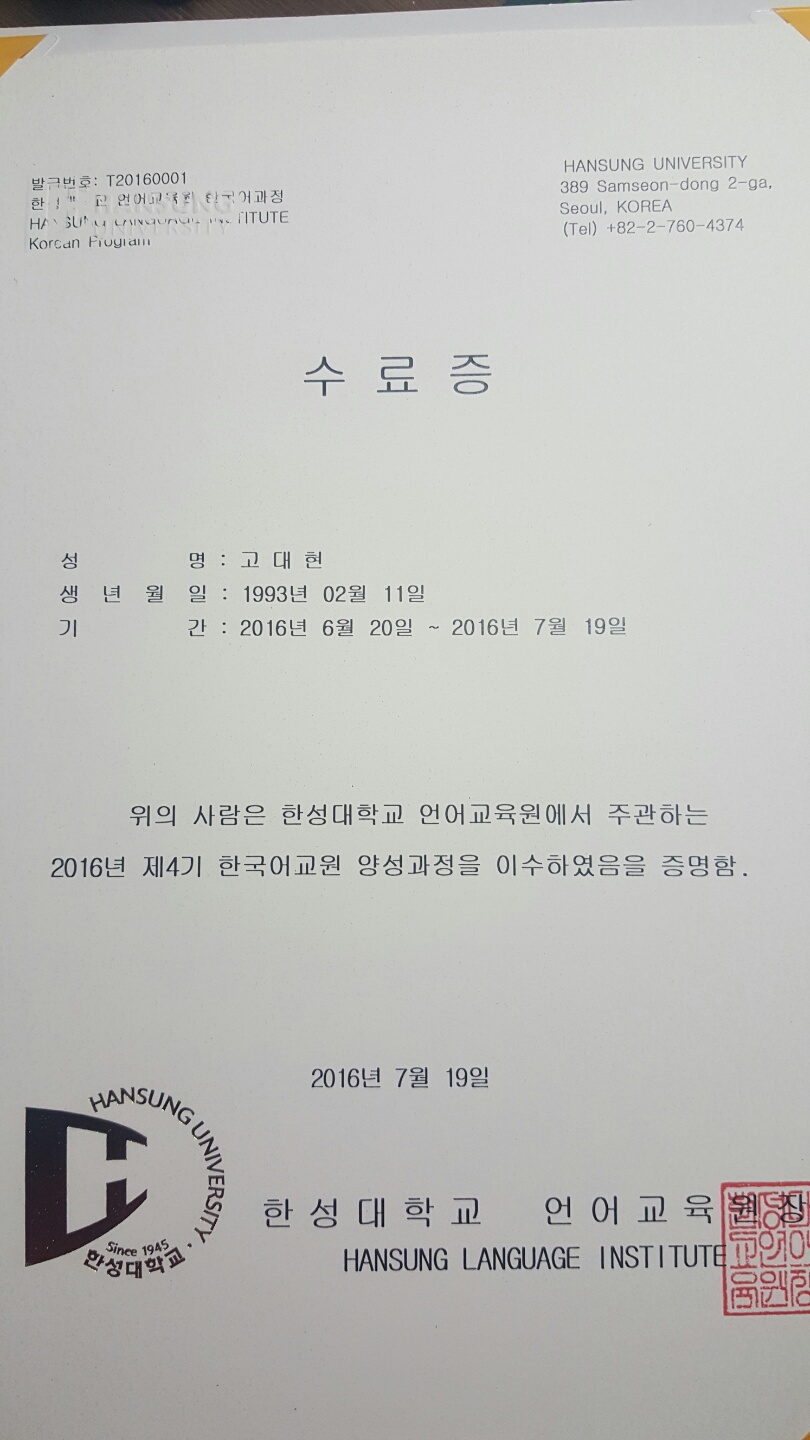 발급번호: T20160001
언어교육원 한국어과정
Korean Program
HANSUNG UNIVERSITY
389 Samseon-dong 2-ga,
Seoul, KOREA
(Tel) +82-2-760-4374
HANSUNG
UNIVERSITY
수 료 증
성 명 : 고 대 현
생 년 월 일 : 1993년 02월 11일
기 간 : 2016년 6월 20일 ~ 2016년 7월 19일
위의 사람은 한성대학교 언어교육원에서 주관하는
2016년 제4기 한국어교원 양성과정을 이수하였음을 증명함.
2016년 7월 19일
HANSUNG UNIVERSITY
Since 1945
한성대학교
한 성 대 학 교 언 어 교 육 원 장
HANSUNG LANGUAGE INSTITUTE